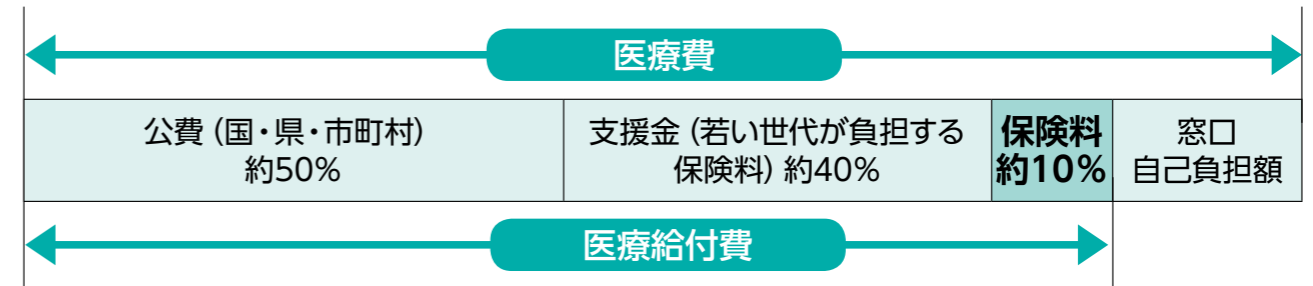 医療費
公費（国・県・市町村）
約50%
支援金（若い世代が負担する
保険料）約40%
保険料
約10%
窓口
自己負担額
医療給付費